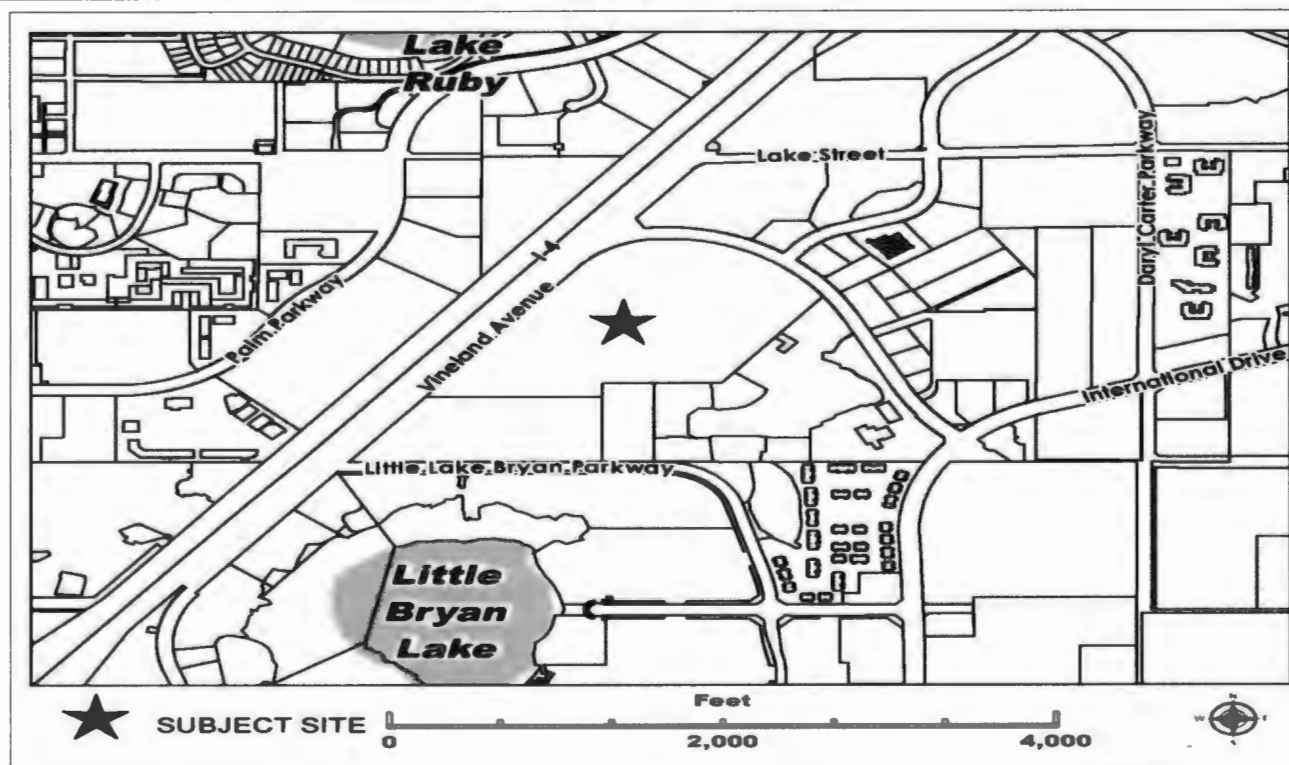 Lake
Ruby
Lake Street
Daryl Carter Parkway
I-4
Vineland Avenue
Palm Parkway
International Drive
Little Lake Bryan Parkway
Little
Bryan
Lake
SUBJECT SITE
Feet
0
2,000
4,000
N
W